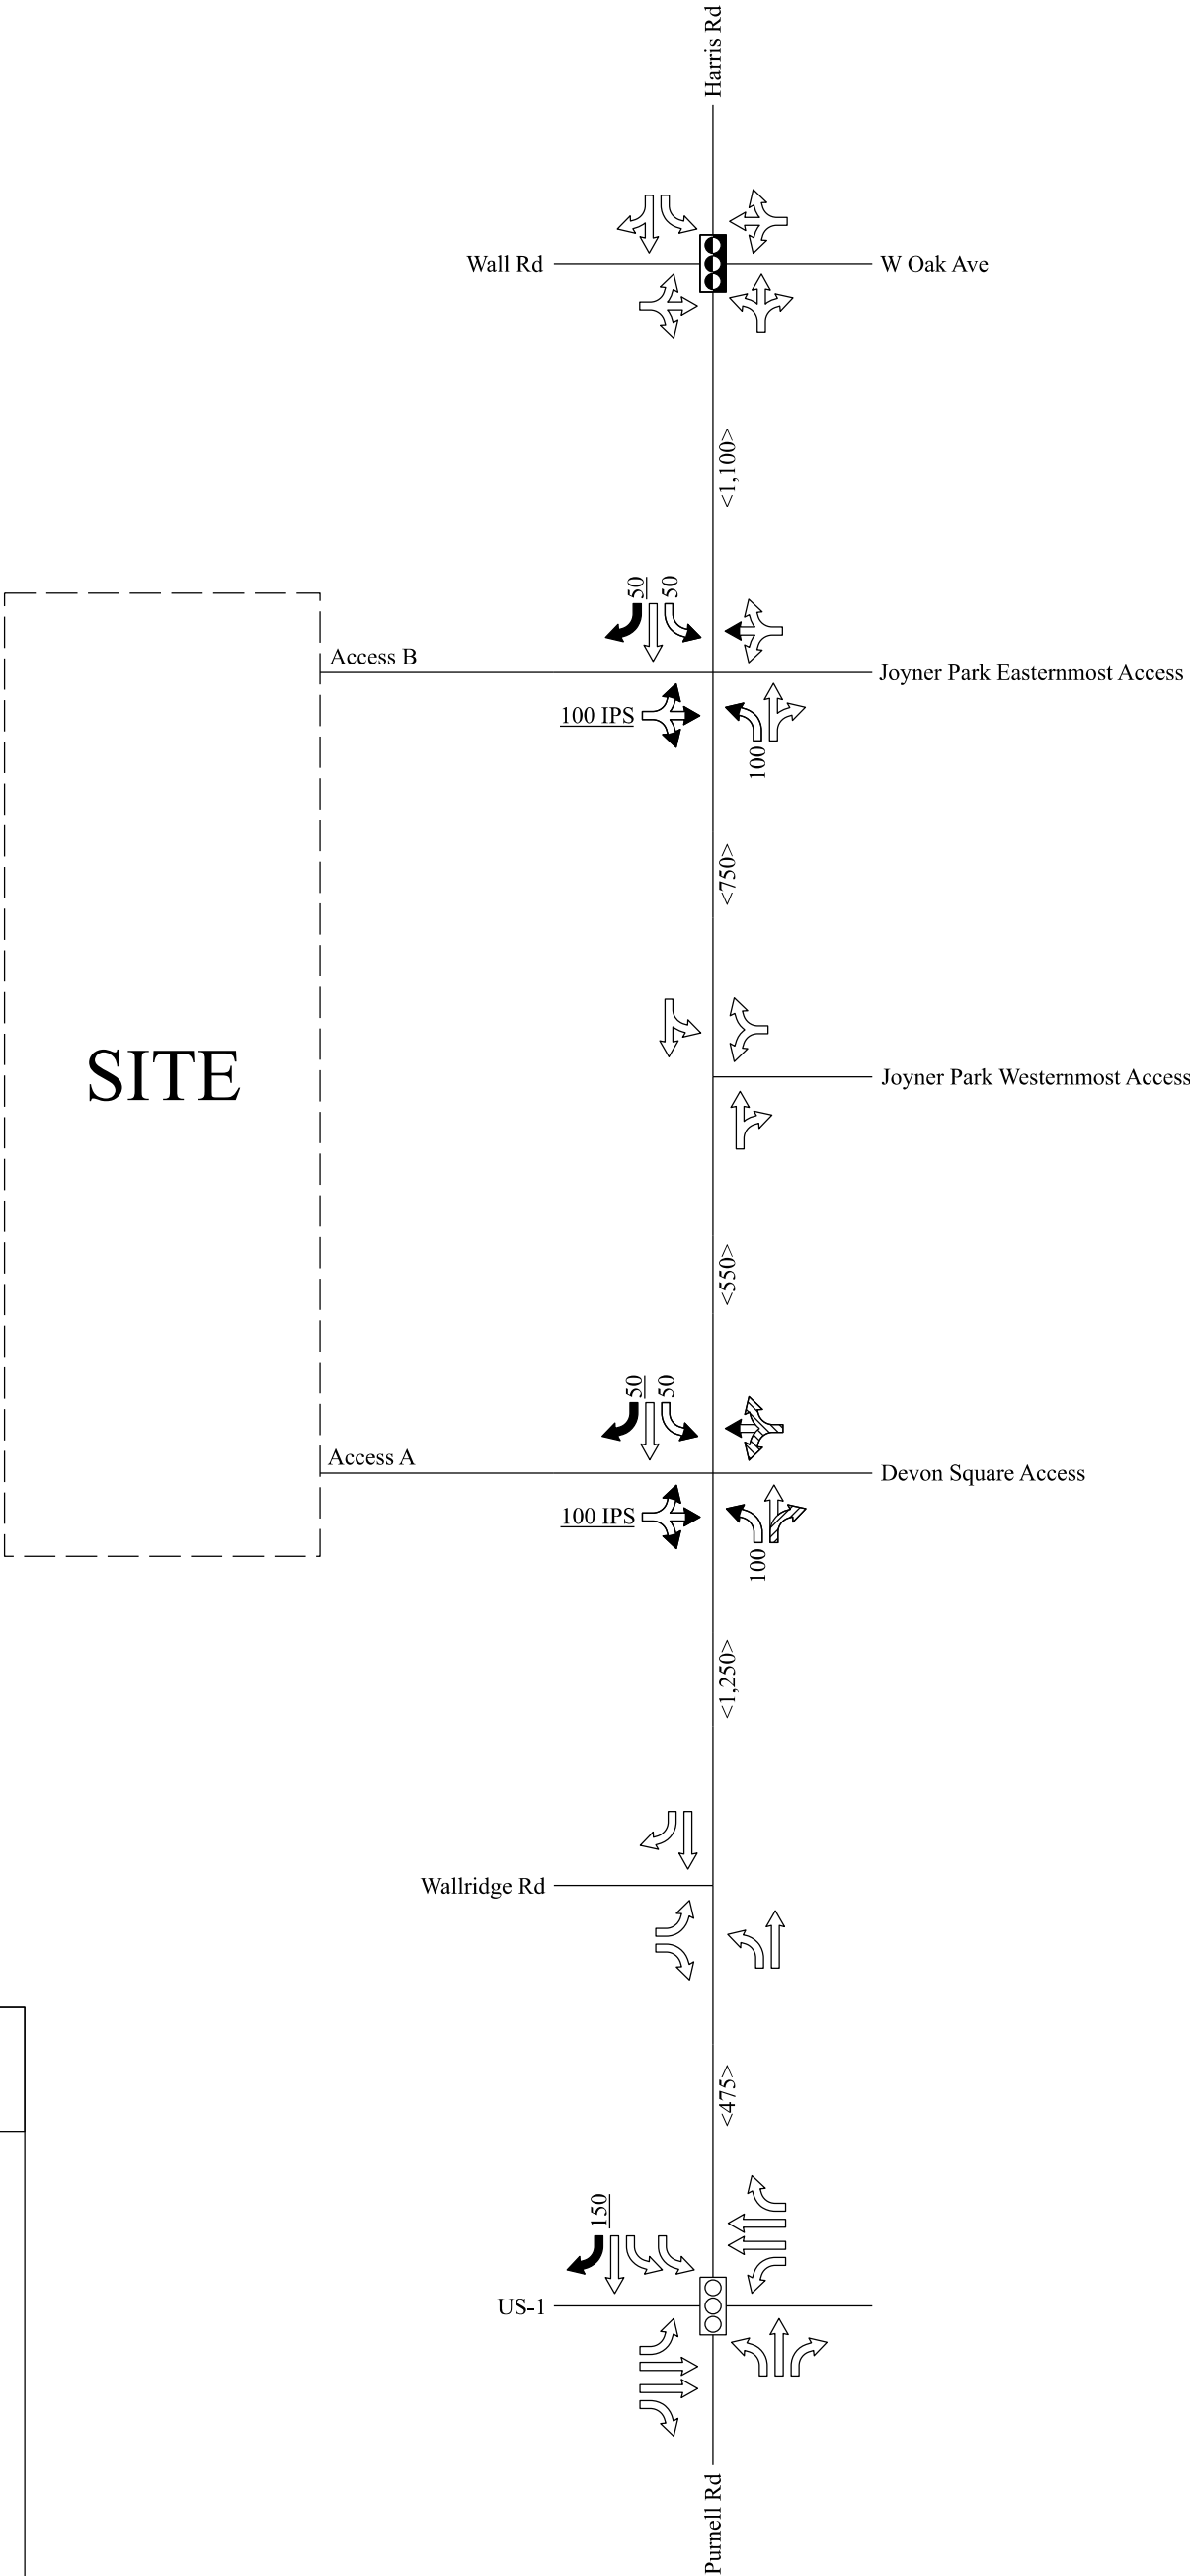 Harris Rd
Wall Rd
W Oak Ave
<1,100>
50
50
Access B
Joyner Park Easternmost Access
100 IPS
100
<750>
SITE
Joyner Park Westernmost Access
<550>
50
50
Access A
Devon Square Access
100 IPS
100
<1,250>
Wallridge Rd
<475>
150
US-1
Purnell Rd